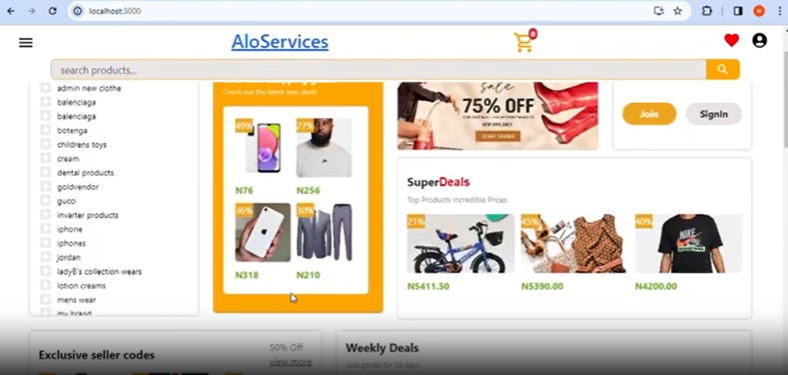 localhost:3000
AloServices
0
search products...
admin new clothe
balenciaga
balenciaga
botenga
childrens toys
cream
dental products
goldvendor
gucci
invarter products
iphone
iphones
jordan
ladyB's collection wears
lotion creams
mens wear
my brand
Check out the latest new deals
49%
27%
N76
N256
36%
30%
N318
N210
sale
75% OFF
Join
SignIn
SuperDeals
Top Products Incredible Prices
21%
45%
40%
N5411.50
N5390.00
N4200.00
Exclusive seller codes
50% Off
view more
Weekly Deals
Low prices for 30 days